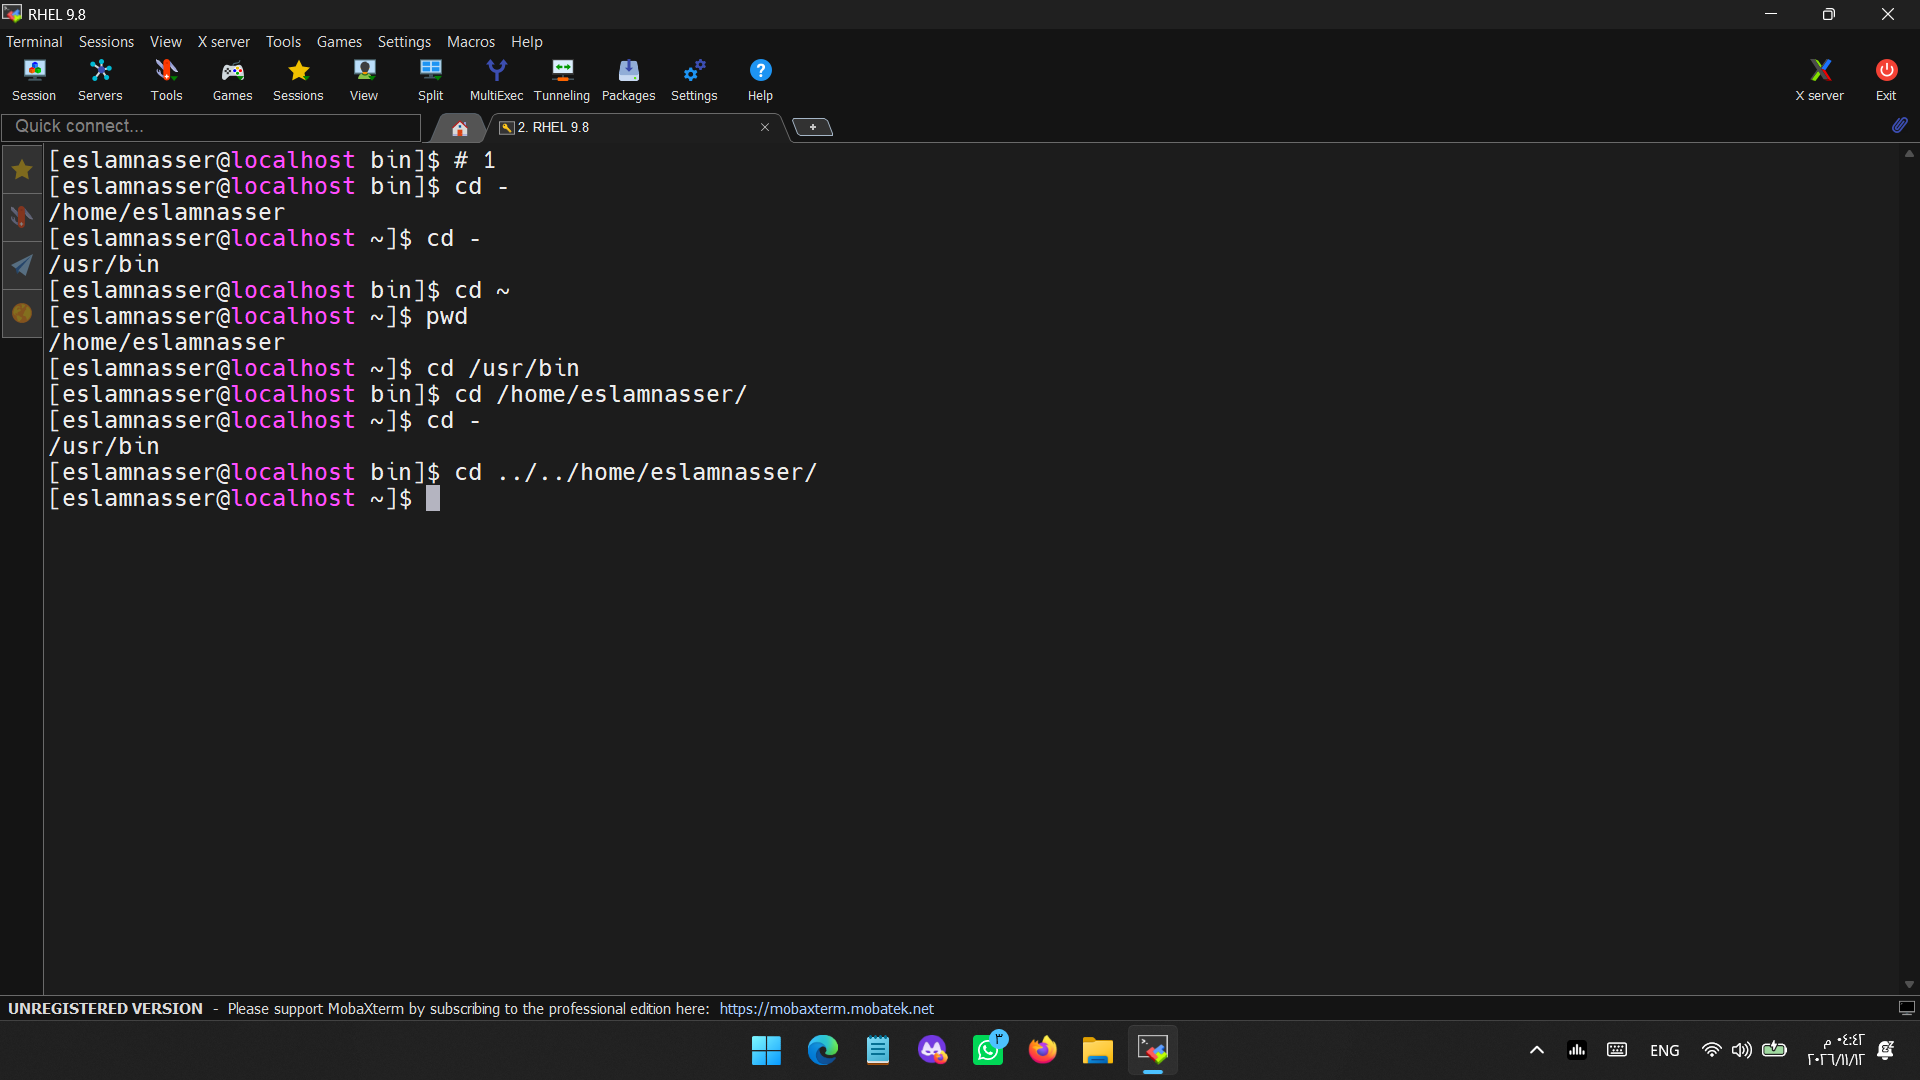 RHEL 9.8
Terminal Sessions View X server Tools Games Settings Macros Help
Session Servers Tools Games Sessions View Split MultiExec Tunneling Packages Settings Help X server Exit
Quick connect...
2. RHEL 9.8
[eslamnasser@localhost bin]$ # 1
[eslamnasser@localhost bin]$ cd -
/home/eslamnasser
[eslamnasser@localhost ~]$ cd -
/usr/bin
[eslamnasser@localhost bin]$ cd ~
[eslamnasser@localhost ~]$ pwd
/home/eslamnasser
[eslamnasser@localhost ~]$ cd /usr/bin
[eslamnasser@localhost bin]$ cd /home/eslamnasser/
[eslamnasser@localhost ~]$ cd -
/usr/bin
[eslamnasser@localhost bin]$ cd ../../home/eslamnasser/
[eslamnasser@localhost ~]$
UNREGISTERED VERSION - Please support MobaXterm by subscribing to the professional edition here: https://mobaxterm.mobatek.net
٣
ENG
٠٤:٤٢ م